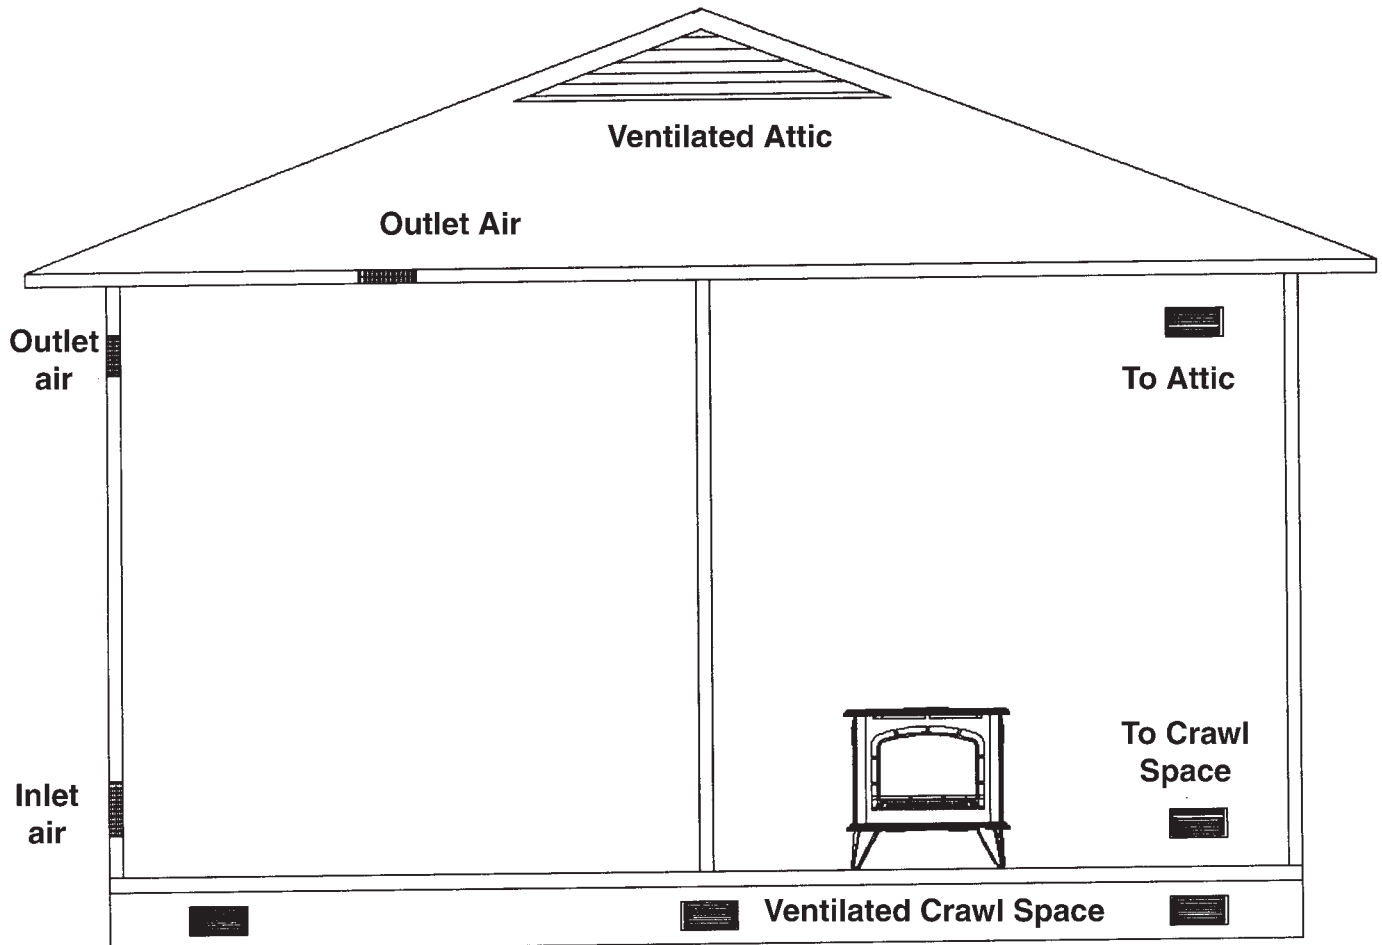 Ventilated Attic
Outlet Air
Outlet
air
To Attic
To Crawl
Space
Inlet
air
Ventilated Crawl Space